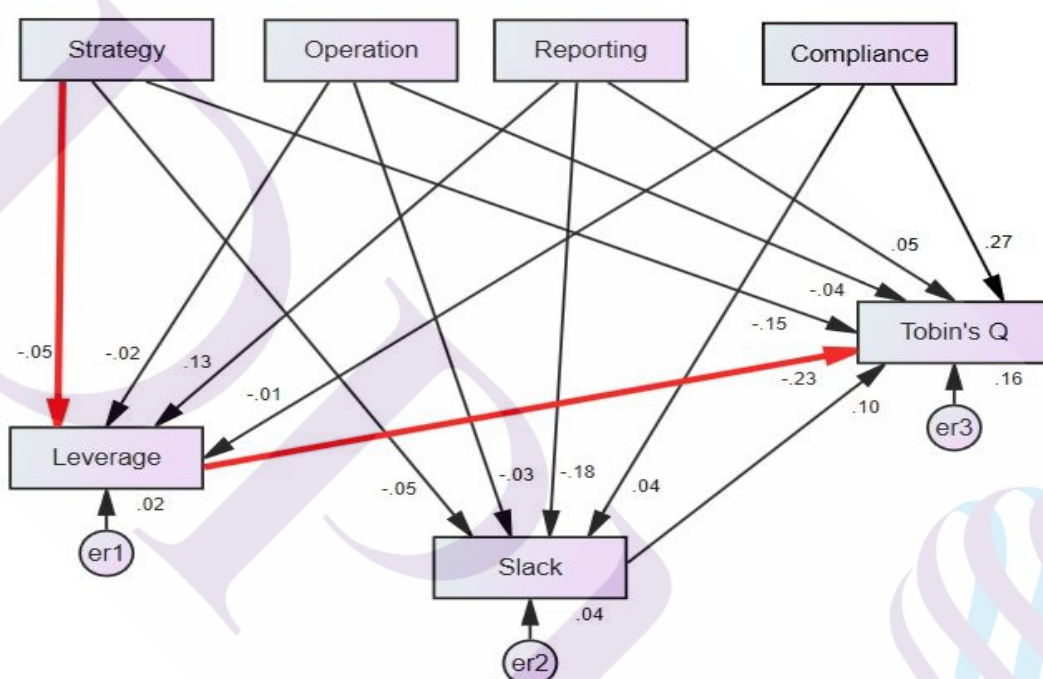 Strategy
Operation
Reporting
Compliance
.05
.27
-.04
-.15
Tobin's Q
-.05
-.02
.13
-.01
-.23
.16
.10
er3
Leverage
.02
-.05
-.03
-.18
.04
er1
Slack
.04
er2